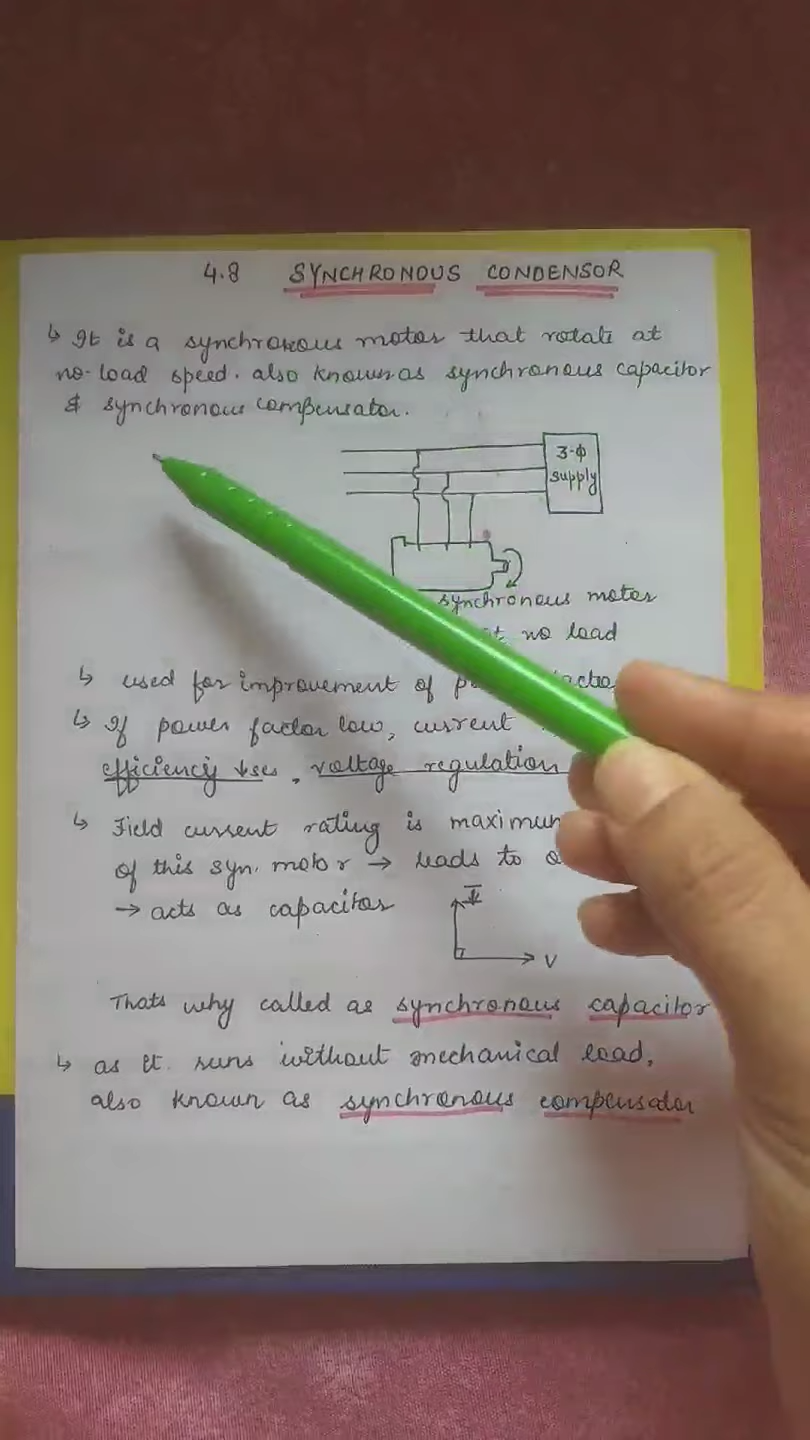 4.8 SYNCHRONOUS CONDENSOR
↳ It is a synchronous motor that rotate at
no-load speed. also known as synchronous capacitor
& synchronous compensator.
3-ф
supply
synchronous motor
no load
↳ used for improvement of
↳ If power factor low, current
efficiency ↓ses, voltage regulation
↳ Field current rating is maximum
of this syn. motor → leads to
→ acts as capacitor
I
V
Thats why called as synchronous capacitor
↳ as it runs without mechanical load,
also known as synchronous compensator